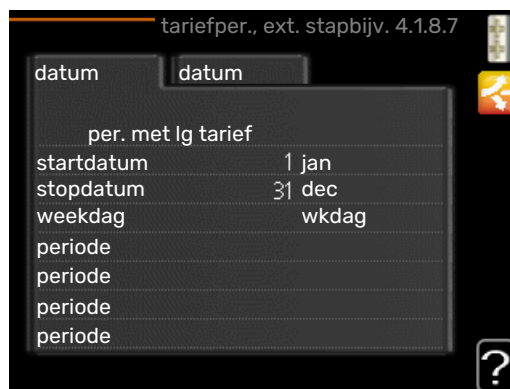 tariefper., ext. stapbijv. 4.1.8.7
datum datum
per. met lg tarief
startdatum 1 jan
stopdatum 31 dec
weekdag wkdag
periode
periode
periode
periode
?